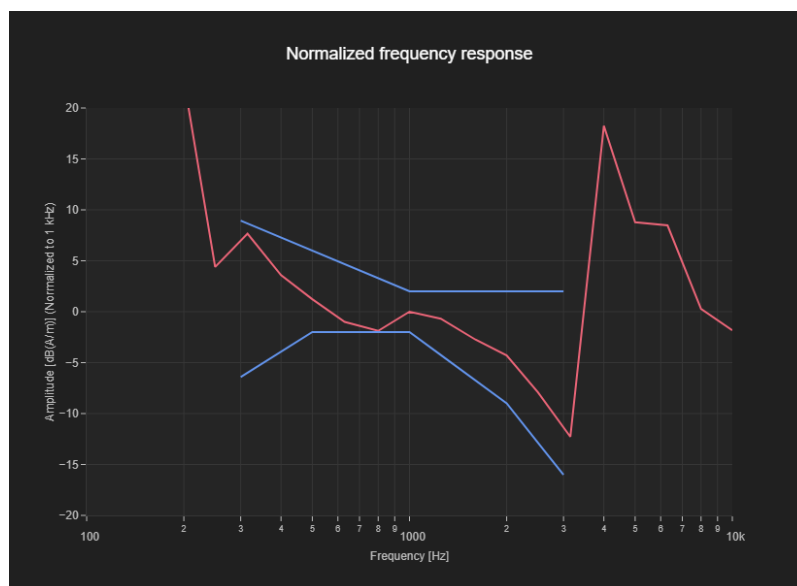 Normalized frequency response
Amplitude [dB(A/m)] (Normalized to 1 kHz)
20
15
10
5
0
−5
−10
−15
−20
100 2 3 4 5 6 7 8 9 1000 2 3 4 5 6 7 8 9 10k
Frequency [Hz]